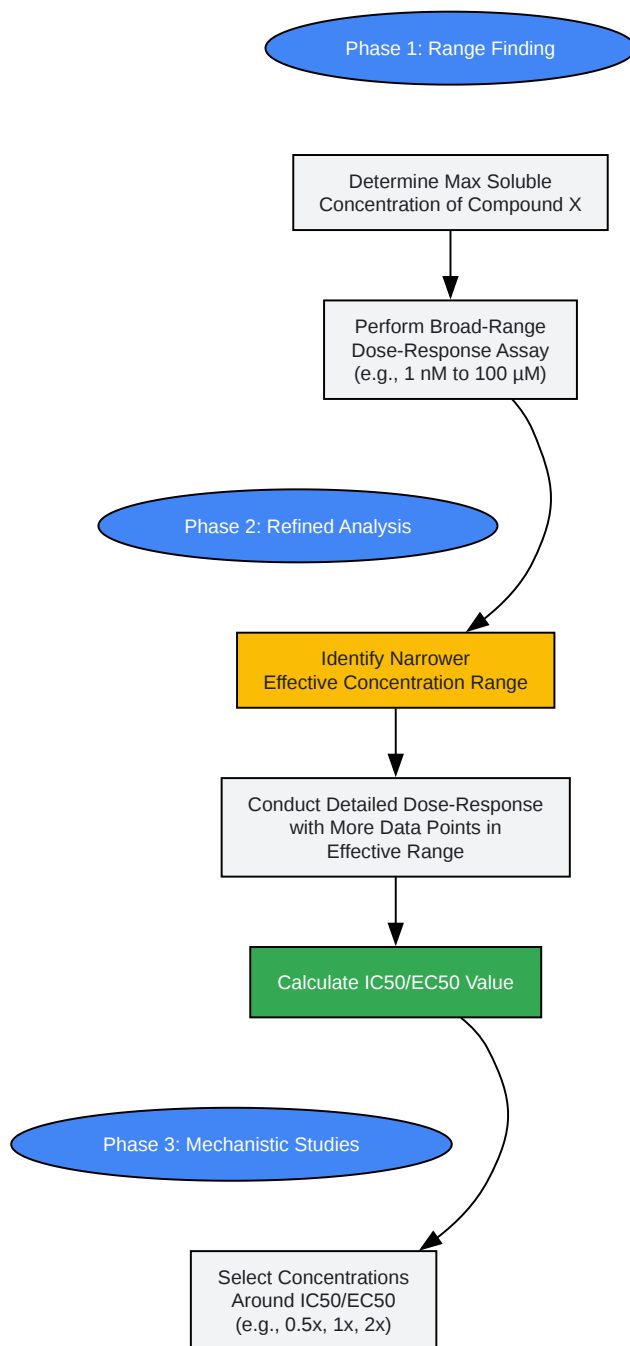 Phase 1: Range Finding
Determine Max Soluble
Concentration of Compound X
Perform Broad-Range
Dose-Response Assay
(e.g., 1 nM to 100 µM)
Phase 2: Refined Analysis
Identify Narrower
Effective Concentration Range
Conduct Detailed Dose-Response
with More Data Points in
Effective Range
Calculate IC50/EC50 Value
Phase 3: Mechanistic Studies
Select Concentrations
Around IC50/EC50
(e.g., 0.5x, 1x, 2x)